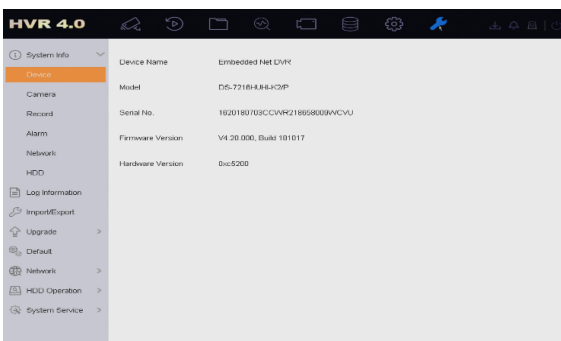 HVR 4.0
System Info
Device
Camera
Record
Alarm
Network
HDD
Log Information
Import/Export
Upgrade
Default
Network
HDD Operation
System Service
Device Name Embedded Net DVR
Model DS-7216HUHI-K2/P
Serial No. 1620180703CCWR218658009WCVU
Firmware Version V4.20.000, Build 181017
Hardware Version 0xc5200